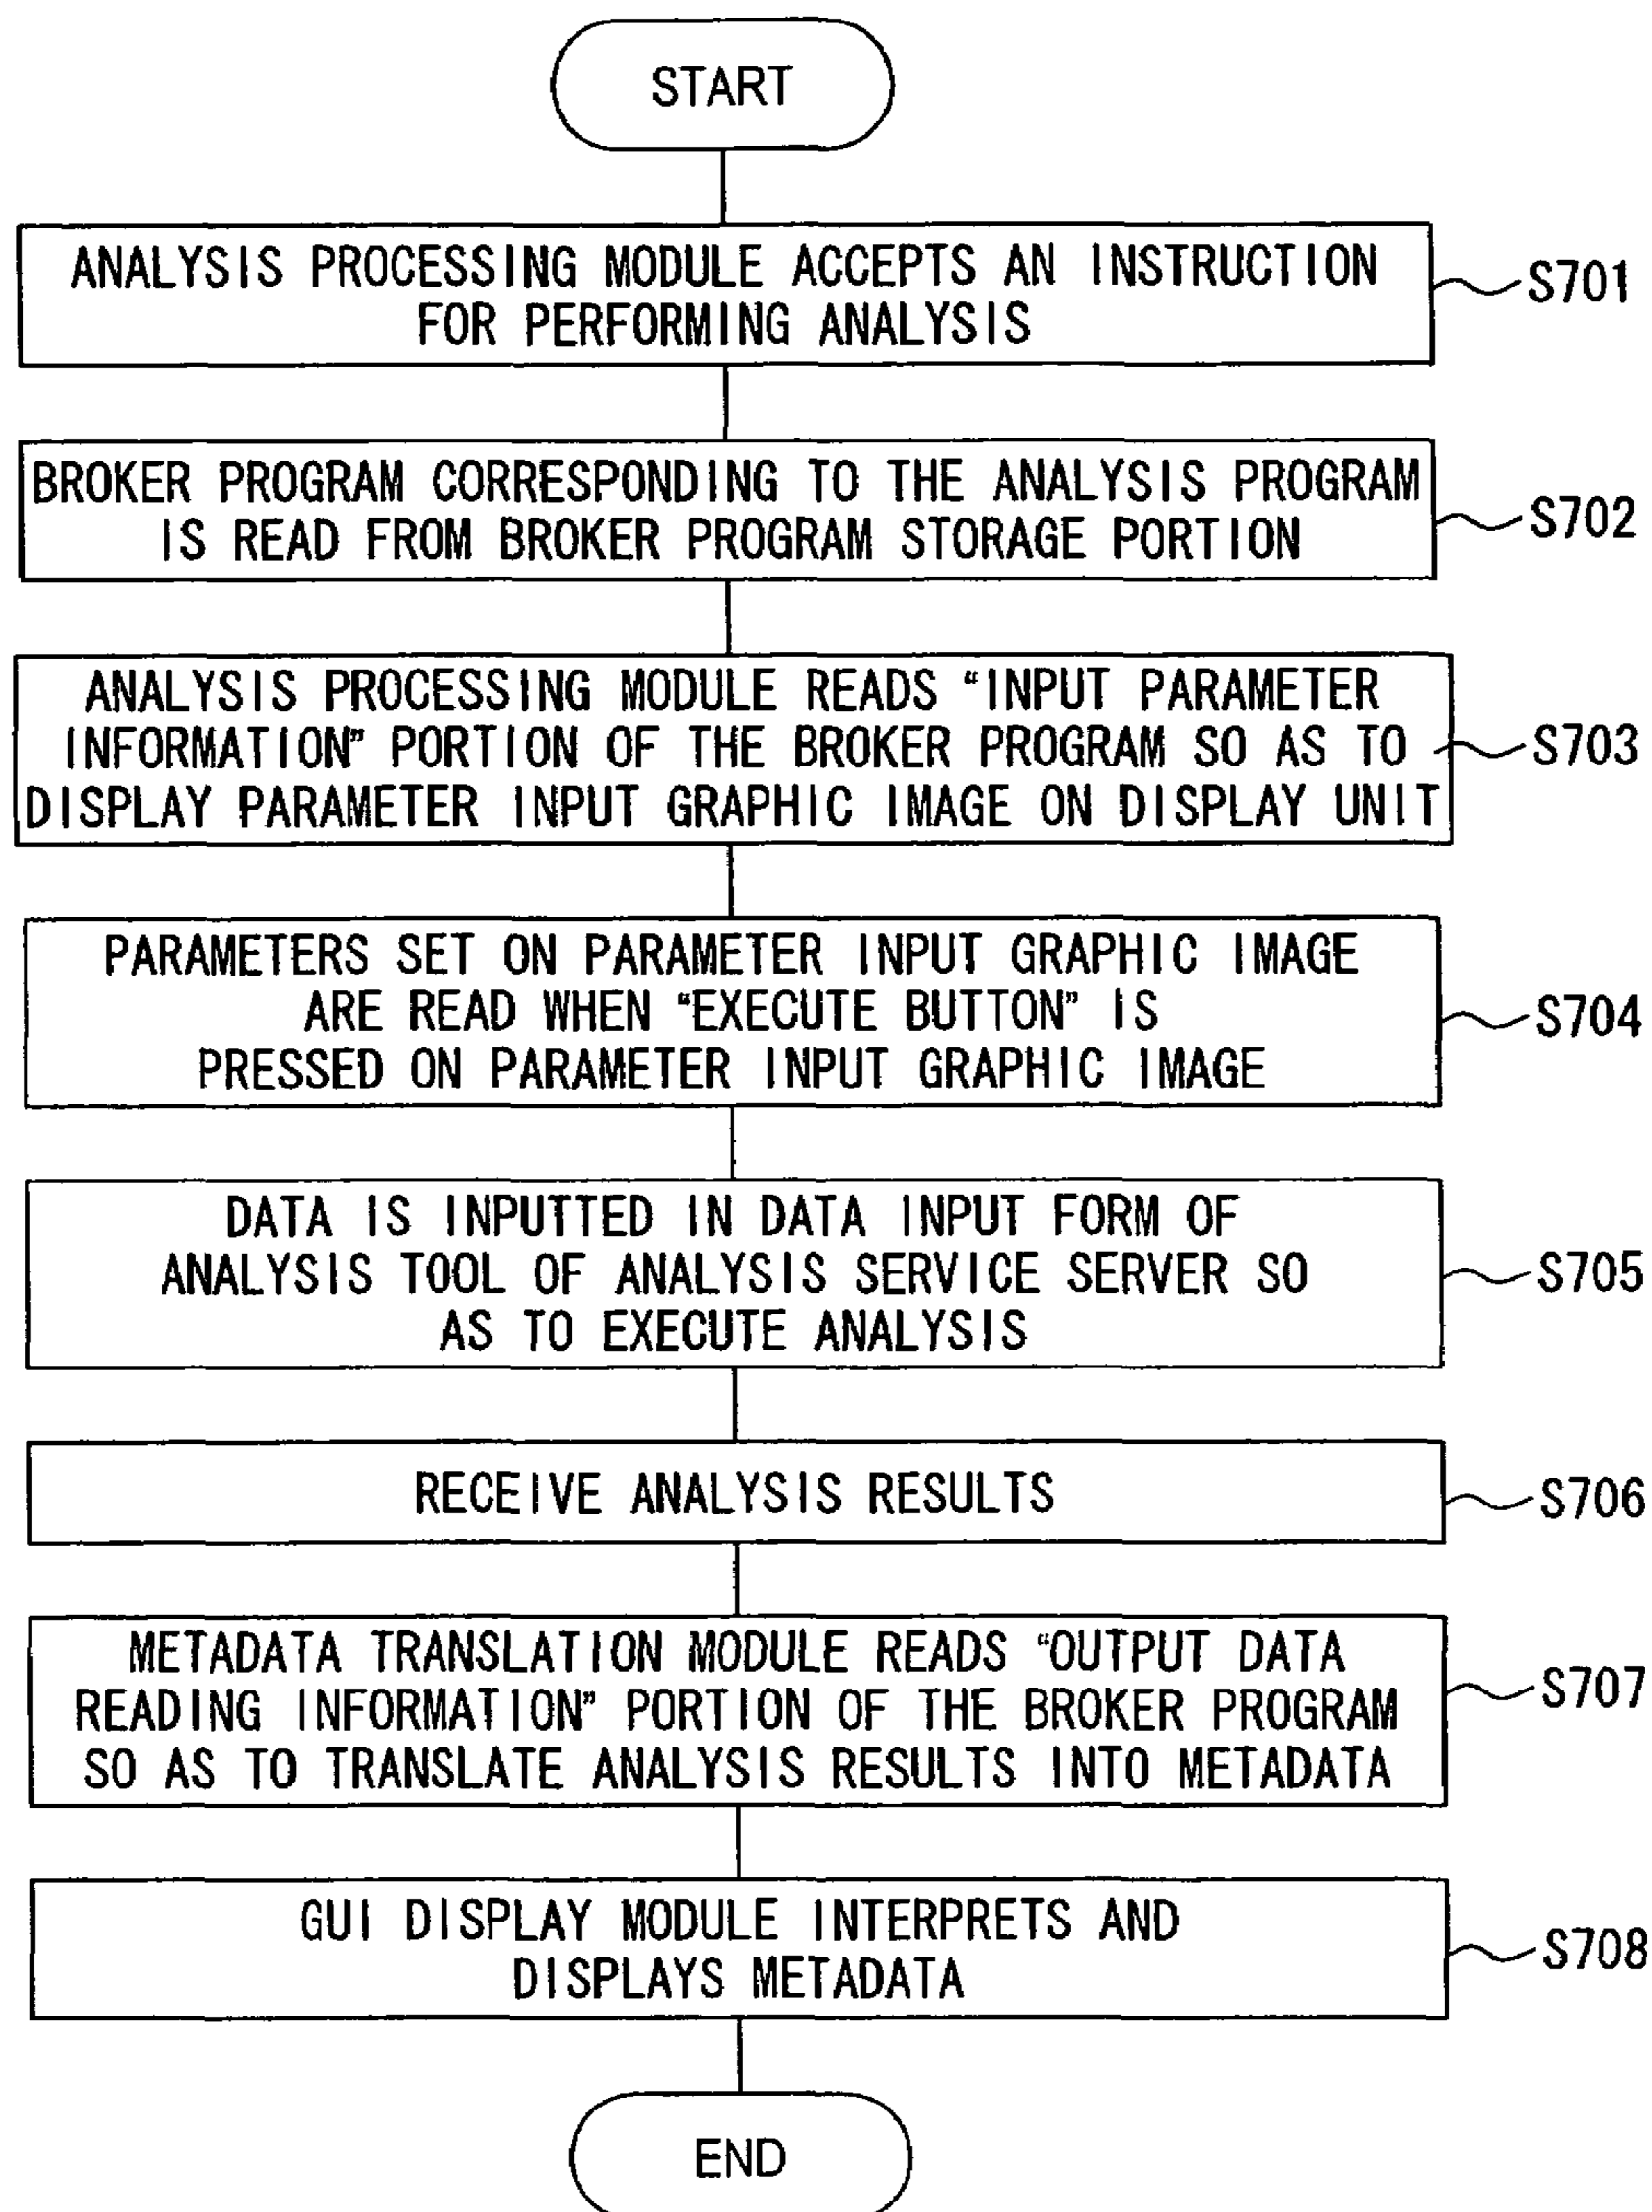 START
ANALYSIS PROCESSING MODULE ACCEPTS AN INSTRUCTION
FOR PERFORMING ANALYSIS
S701
BROKER PROGRAM CORRESPONDING TO THE ANALYSIS PROGRAM
IS READ FROM BROKER PROGRAM STORAGE PORTION
S702
ANALYSIS PROCESSING MODULE READS “INPUT PARAMETER
INFORMATION” PORTION OF THE BROKER PROGRAM SO AS TO
DISPLAY PARAMETER INPUT GRAPHIC IMAGE ON DISPLAY UNIT
S703
PARAMETERS SET ON PARAMETER INPUT GRAPHIC IMAGE
ARE READ WHEN “EXECUTE BUTTON” IS
PRESSED ON PARAMETER INPUT GRAPHIC IMAGE
S704
DATA IS INPUTTED IN DATA INPUT FORM OF
ANALYSIS TOOL OF ANALYSIS SERVICE SERVER SO
AS TO EXECUTE ANALYSIS
S705
RECEIVE ANALYSIS RESULTS
S706
METADATA TRANSLATION MODULE READS “OUTPUT DATA
READING INFORMATION” PORTION OF THE BROKER PROGRAM
SO AS TO TRANSLATE ANALYSIS RESULTS INTO METADATA
S707
GUI DISPLAY MODULE INTERPRETS AND
DISPLAYS METADATA
S708
END